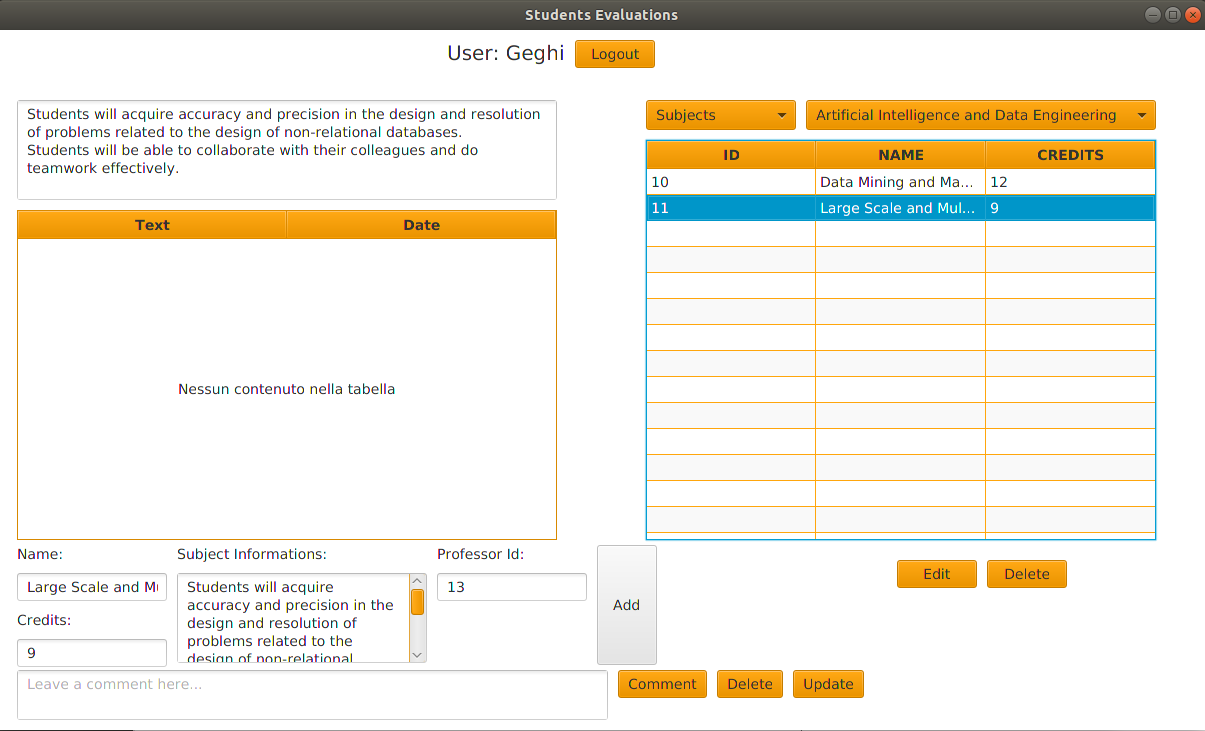 Students Evaluations
User: Geghi
Logout
Students will acquire accuracy and precision in the design and resolution
of problems related to the design of non-relational databases.
Students will be able to collaborate with their colleagues and do
teamwork effectively.
Text Date
Nessun contenuto nella tabella
Subjects Artificial Intelligence and Data Engineering
ID NAME CREDITS
10 Data Mining and Ma... 12
11 Large Scale and Mul... 9
Name:
Large Scale and Mu
Credits:
9
Subject Informations:
Students will acquire
accuracy and precision in the
design and resolution of
problems related to the
design of non-relational
Professor Id:
13
Add
Edit Delete
Leave a comment here...
Comment Delete Update